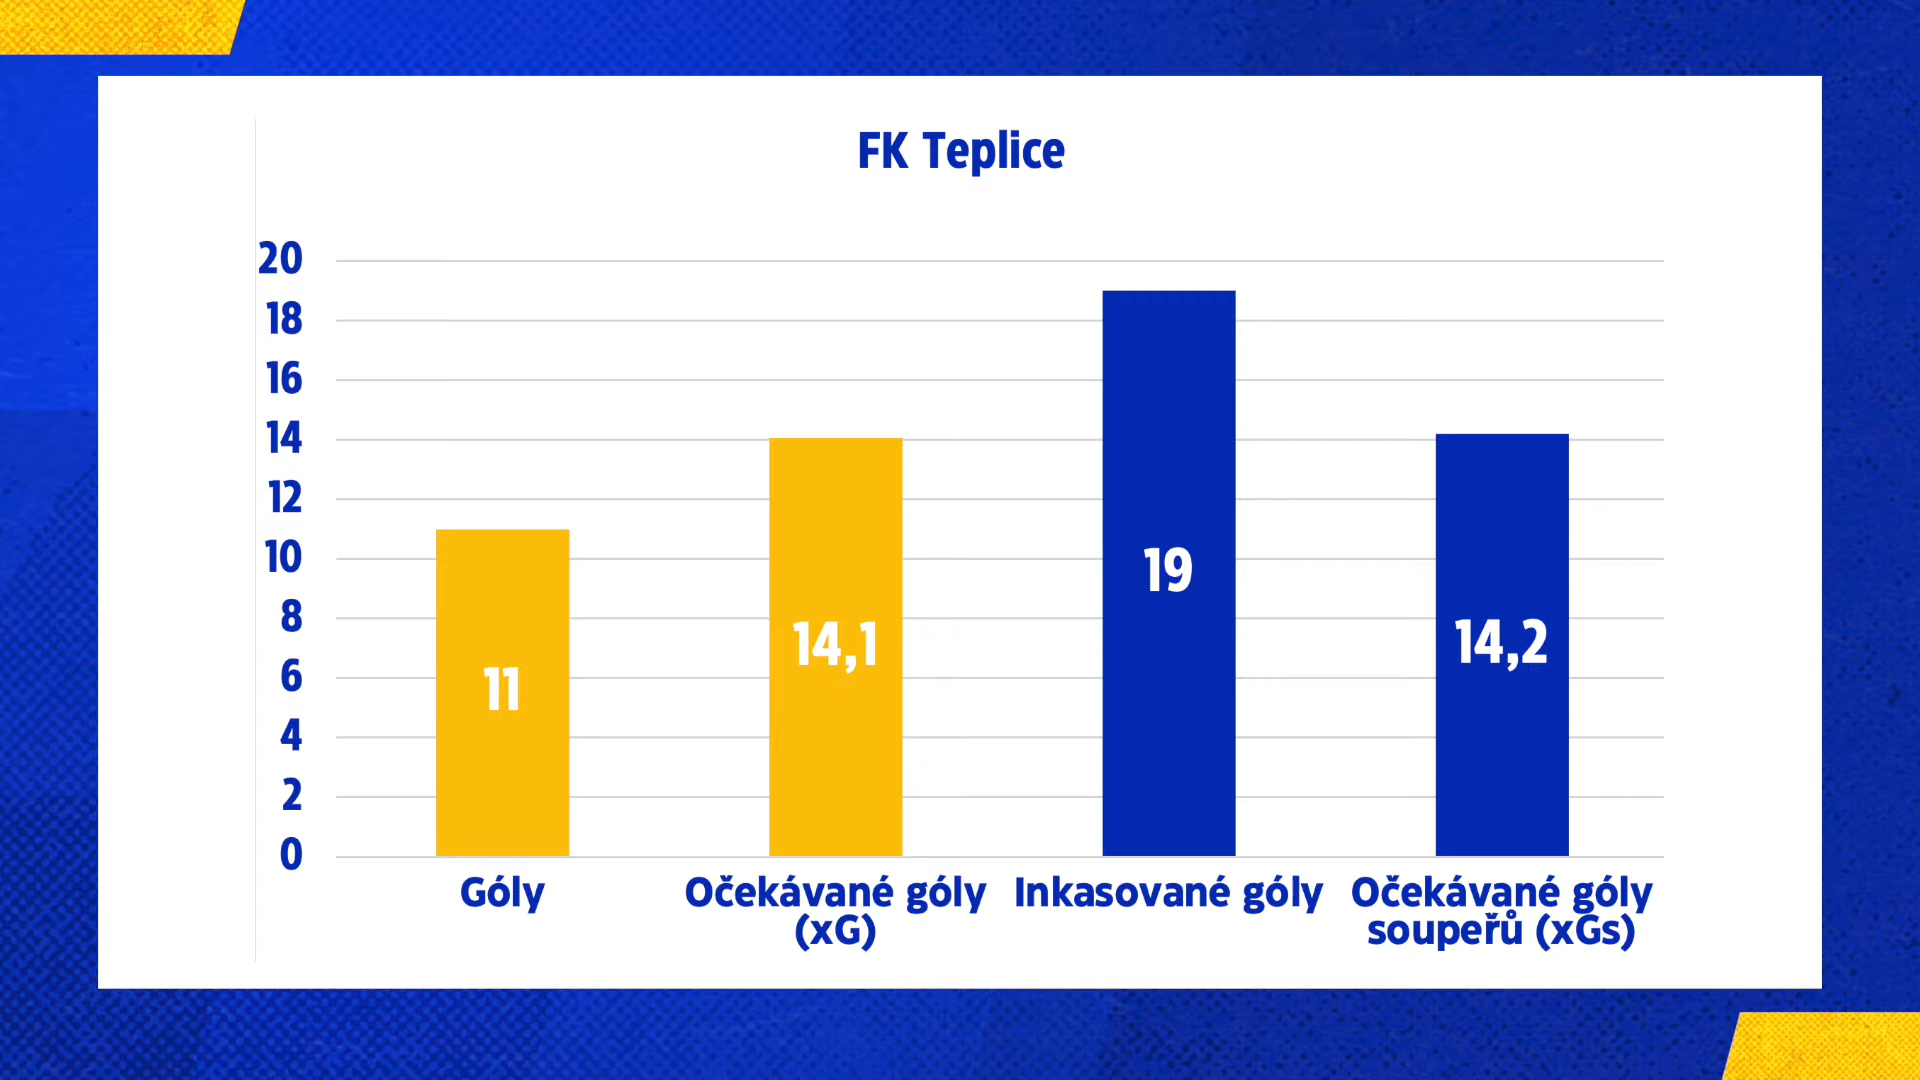 FK Teplice
20
18
16
14
12
10
8
6
4
2
0
11
14,1
19
14,2
Góly
Očekávané góly
(xG)
Inkasované góly
Očekávané góly
soupeřů (xGs)